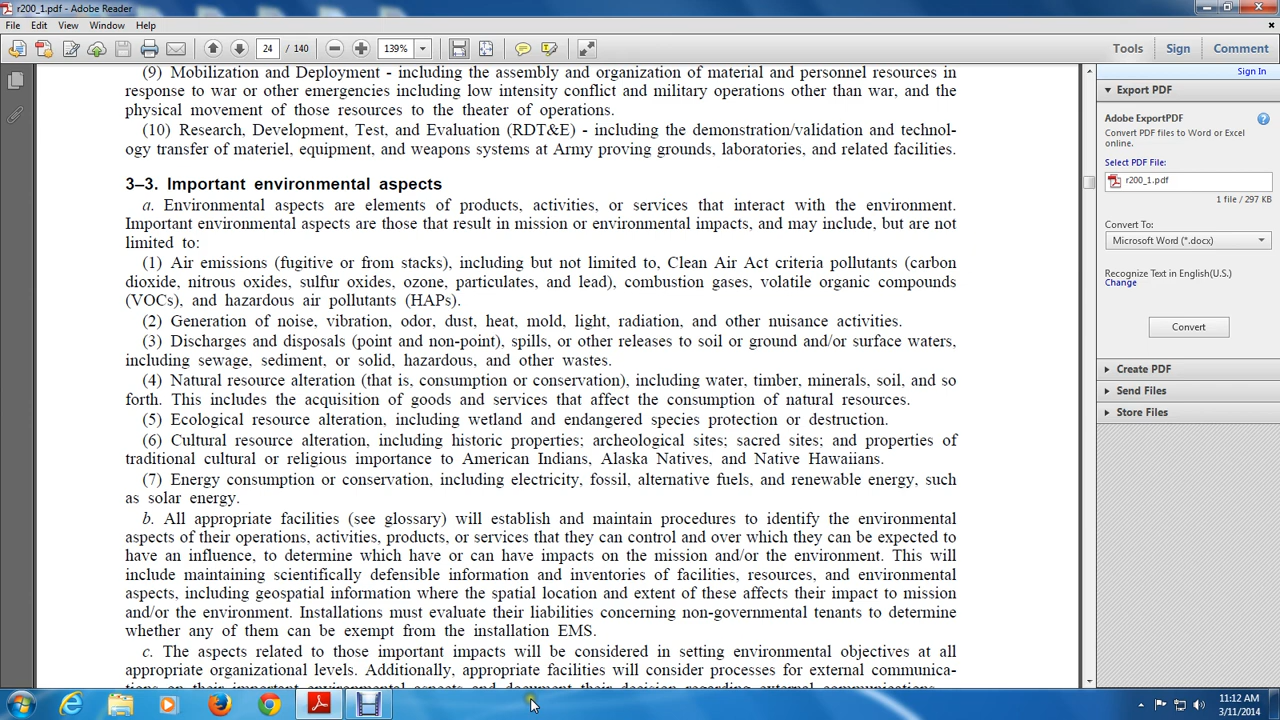 r200_1.pdf - Adobe Reader
File Edit View Window Help
24 / 140 139% Tools Sign Comment
Sign In
(9) Mobilization and Deployment - including the assembly and organization of material and personnel resources in
response to war or other emergencies including low intensity conflict and military operations other than war, and the
physical movement of those resources to the theater of operations.
(10) Research, Development, Test, and Evaluation (RDT&E) - including the demonstration/validation and technol-
ogy transfer of materiel, equipment, and weapons systems at Army proving grounds, laboratories, and related facilities.
3–3. Important environmental aspects
a. Environmental aspects are elements of products, activities, or services that interact with the environment.
Important environmental aspects are those that result in mission or environmental impacts, and may include, but are not
limited to:
(1) Air emissions (fugitive or from stacks), including but not limited to, Clean Air Act criteria pollutants (carbon
dioxide, nitrous oxides, sulfur oxides, ozone, particulates, and lead), combustion gases, volatile organic compounds
(VOCs), and hazardous air pollutants (HAPs).
(2) Generation of noise, vibration, odor, dust, heat, mold, light, radiation, and other nuisance activities.
(3) Discharges and disposals (point and non-point), spills, or other releases to soil or ground and/or surface waters,
including sewage, sediment, or solid, hazardous, and other wastes.
(4) Natural resource alteration (that is, consumption or conservation), including water, timber, minerals, soil, and so
forth. This includes the acquisition of goods and services that affect the consumption of natural resources.
(5) Ecological resource alteration, including wetland and endangered species protection or destruction.
(6) Cultural resource alteration, including historic properties; archeological sites; sacred sites; and properties of
traditional cultural or religious importance to American Indians, Alaska Natives, and Native Hawaiians.
(7) Energy consumption or conservation, including electricity, fossil, alternative fuels, and renewable energy, such
as solar energy.
b. All appropriate facilities (see glossary) will establish and maintain procedures to identify the environmental
aspects of their operations, activities, products, or services that they can control and over which they can be expected to
have an influence, to determine which have or can have impacts on the mission and/or the environment. This will
include maintaining scientifically defensible information and inventories of facilities, resources, and environmental
aspects, including geospatial information where the spatial location and extent of these affects their impact to mission
and/or the environment. Installations must evaluate their liabilities concerning non-governmental tenants to determine
whether any of them can be exempt from the installation EMS.
c. The aspects related to those important impacts will be considered in setting environmental objectives at all
appropriate organizational levels. Additionally, appropriate facilities will consider processes for external communica-
tions on their important environmental aspects and document their decision regarding external communications.
Export PDF
Adobe ExportPDF
Convert PDF files to Word or Excel
online.
Select PDF File:
r200_1.pdf
1 file / 297 KB
Convert To:
Microsoft Word (*.docx)
Recognize Text in English(U.S.)
Change
Convert
Create PDF
Send Files
Store Files
11:12 AM
3/11/2014